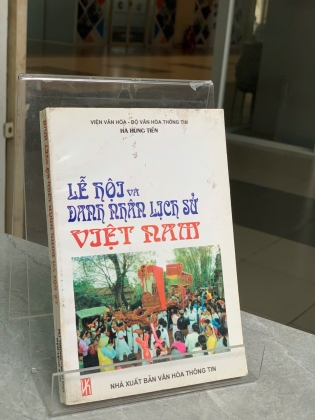 VIỆN VĂN HÓA - BỘ VĂN HÓA THÔNG TIN
HÀ HÙNG TIẾN
LỄ HỘI VÀ
DANH NHÂN LỊCH SỬ
VIỆT NAM
NHÀ XUẤT BẢN VĂN HÓA THÔNG TIN